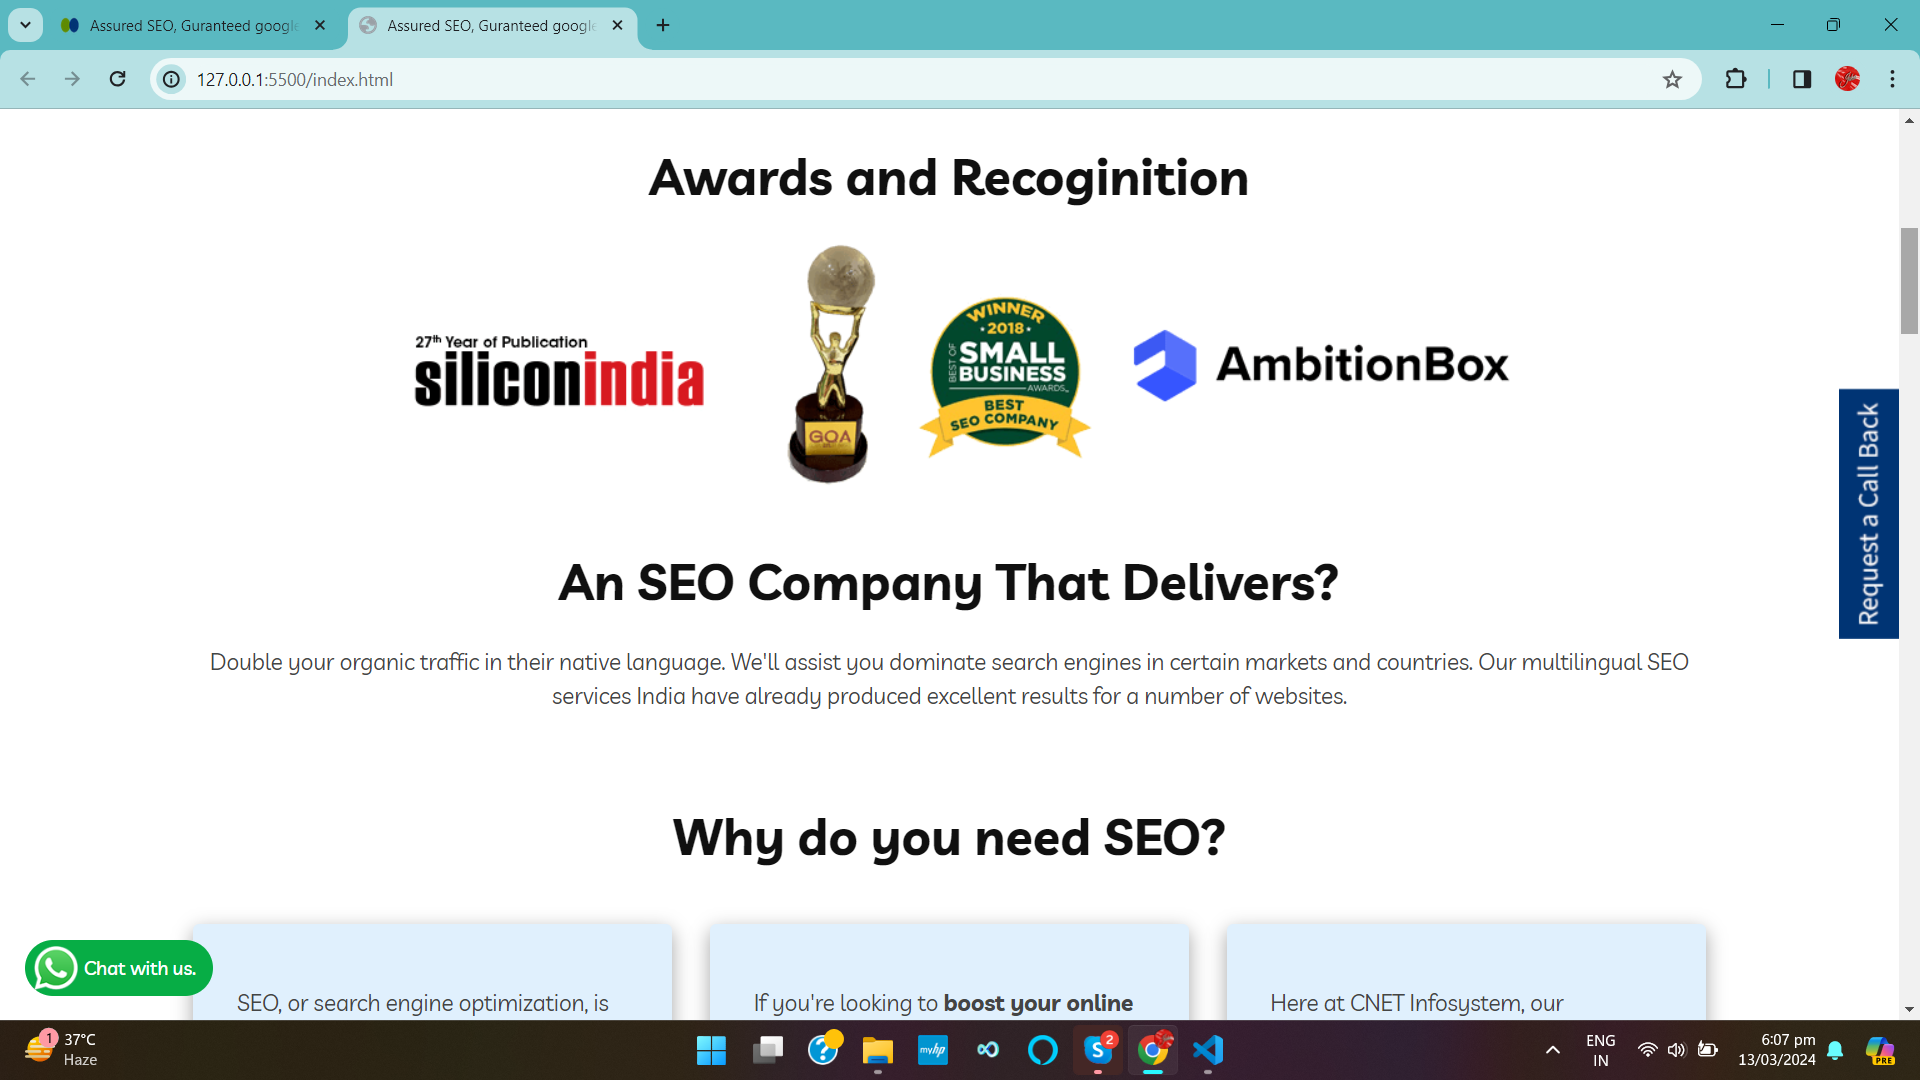 Assured SEO, Guranteed google
Assured SEO, Guranteed google
127.0.0.1:5500/index.html
Awards and Recoginition
27th Year of Publication
siliconindia
GOA
WINNER
2018
BEST OF
SMALL
BUSINESS
AWARDS
BEST
SEO COMPANY
AmbitionBox
Request a Call Back
An SEO Company That Delivers?
Double your organic traffic in their native language. We'll assist you dominate search engines in certain markets and countries. Our multilingual SEO
services India have already produced excellent results for a number of websites.
Why do you need SEO?
Chat with us.
SEO, or search engine optimization, is
If you're looking to boost your online
Here at CNET Infosystem, our
1
37°C
Haze
myhp
S
2
ENG
IN
6:07 pm
13/03/2024
PRE